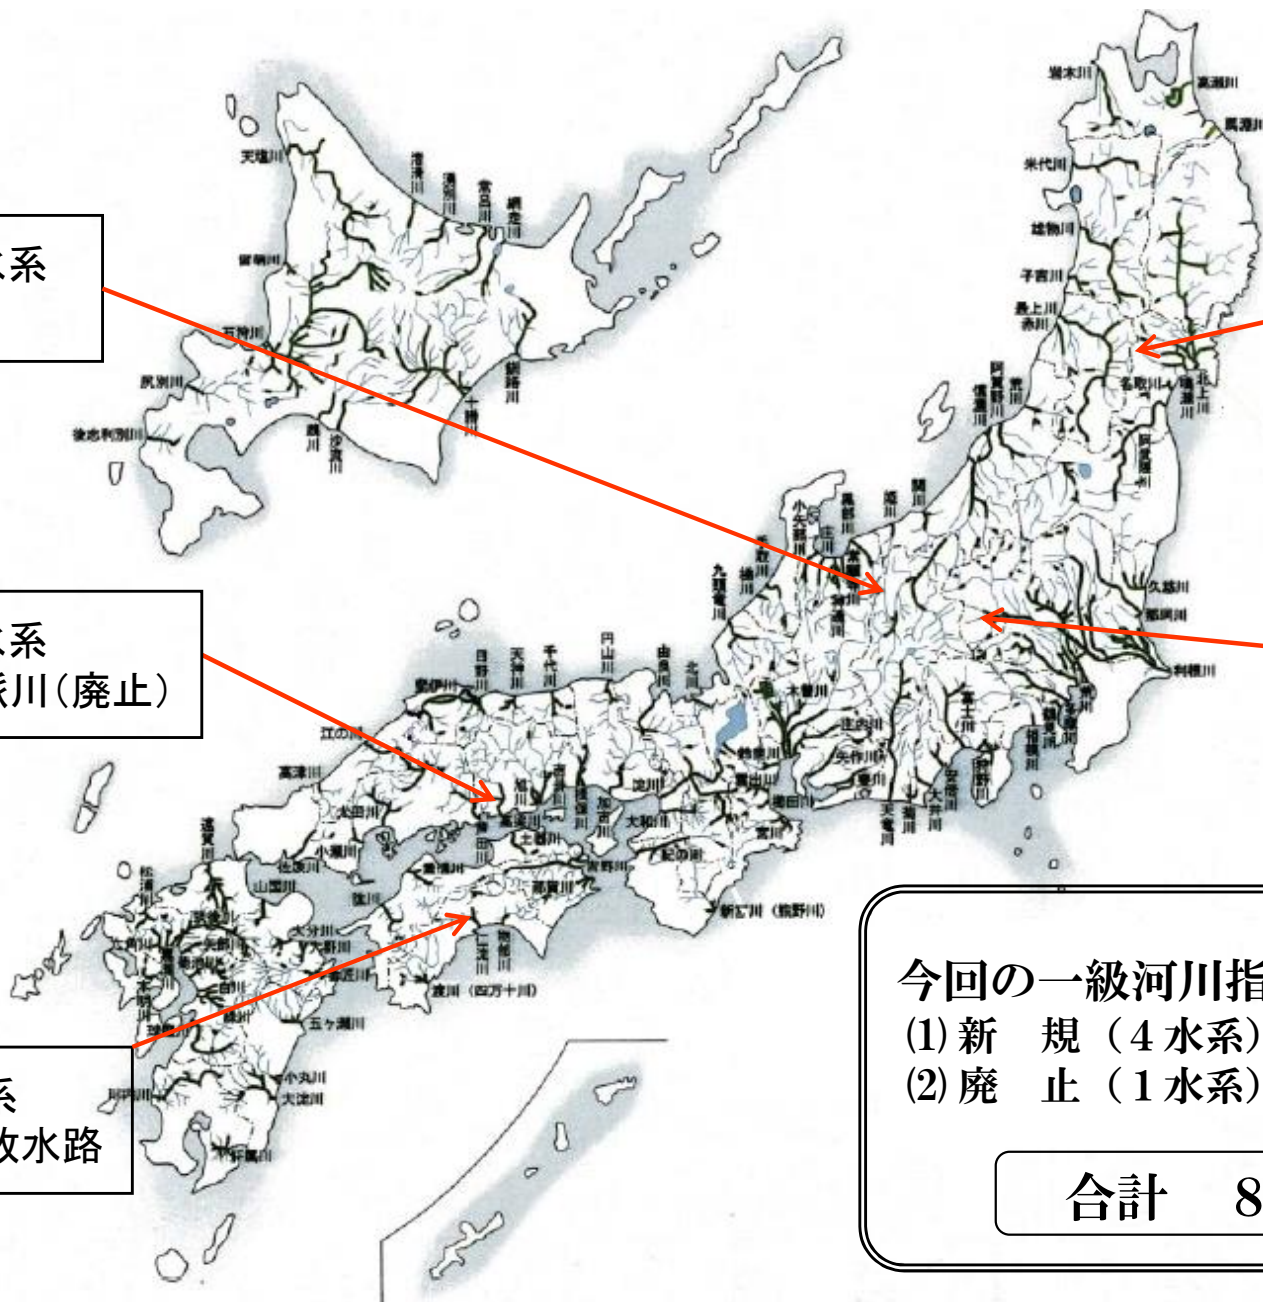 岩木川
高瀬川
馬淵川
天塩川
渚滑川
湧別川
常呂川
網走川
米代川
雄物川
水系
留萌川
子吉川
最上川
赤川
石狩川
尻別川
釧路川
十勝川
名取川
鳴瀬川
北上川
阿賀野川
荒川
信濃川
後志利別川
鵡川
沙流川
阿武隈川
小矢部川
庄川
黒部川
姫川
関川
手取川
梯川
九頭竜川
常願寺川
神通川
久慈川
那珂川
水系
派川(廃止)
日野川
天神川
千代川
円山川
由良川
北川
斐伊川
木曽川
利根川
江の川
庄内川
富士川
荒川
多摩川
鶴見川
相模川
高津川
鈴鹿川
矢作川
狩野川
雲出川
豊川
安倍川
大井川
旭川
吉井川
揖保川
加古川
淀川
櫛田川
太田川
高梁川
芦田川
大和川
宮川
天竜川
菊川
遠賀川
小瀬川
土器川
佐波川
紀の川
重信川
吉野川
山国川
那賀川
松浦川
肱川
新宮川(熊野川)
筑後川
大分川
六角川
矢部川
大野川
仁淀川
物部川
嘉瀬川
菊池川
番匠川
本明川
白川
渡川(四万十川)
緑川
球磨川
五ヶ瀬川
小丸川
川内川
大淀川
系
放水路
肝属川
今回の一級河川指
(1) 新 規 (4水系)
(2) 廃 止 (1水系)
合計 8